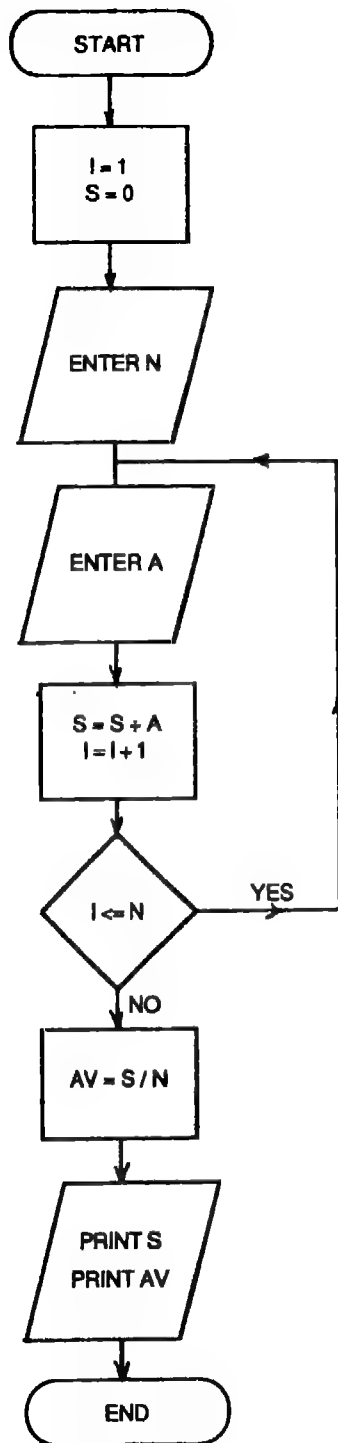 START
I = 1
S = 0
ENTER N
ENTER A
S = S + A
I = I + 1
I <= N
YES
NO
AV = S / N
PRINT S
PRINT AV
END